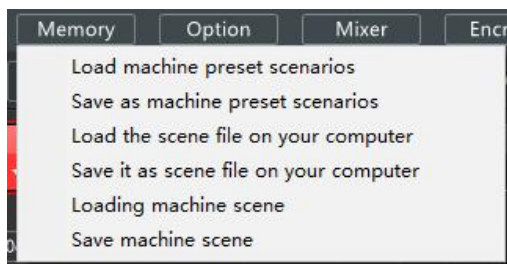 Memory Option Mixer Encr
Load machine preset scenarios
Save as machine preset scenarios
Load the scene file on your computer
Save it as scene file on your computer
Loading machine scene
Save machine scene